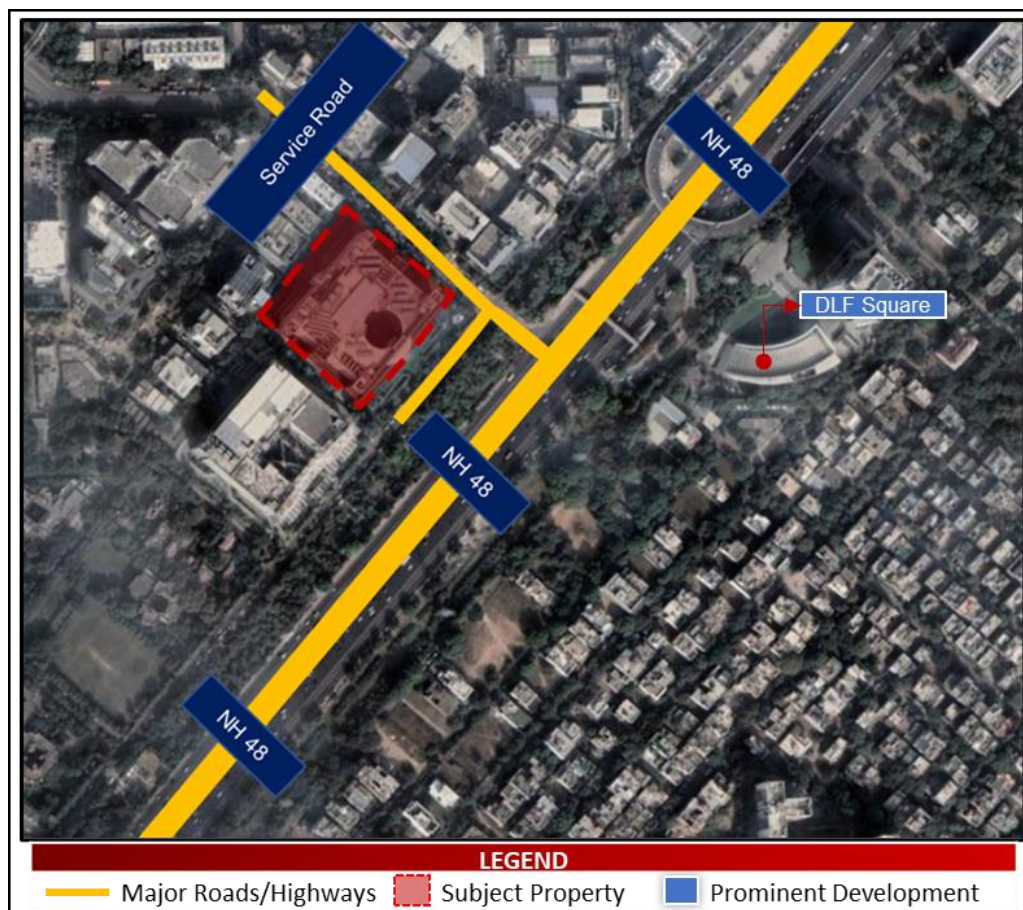 Service Road
NH 48
DLF Square
NH 48
NH 48
LEGEND
Major Roads/Highways
Subject Property
Prominent Development